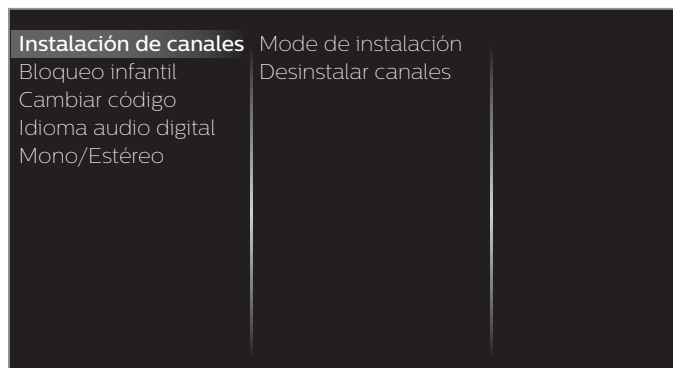 Instalación de canales
Bloqueo infantil
Cambiar código
Idioma audio digital
Mono/Estéreo
Mode de instalación
Desinstalar canales